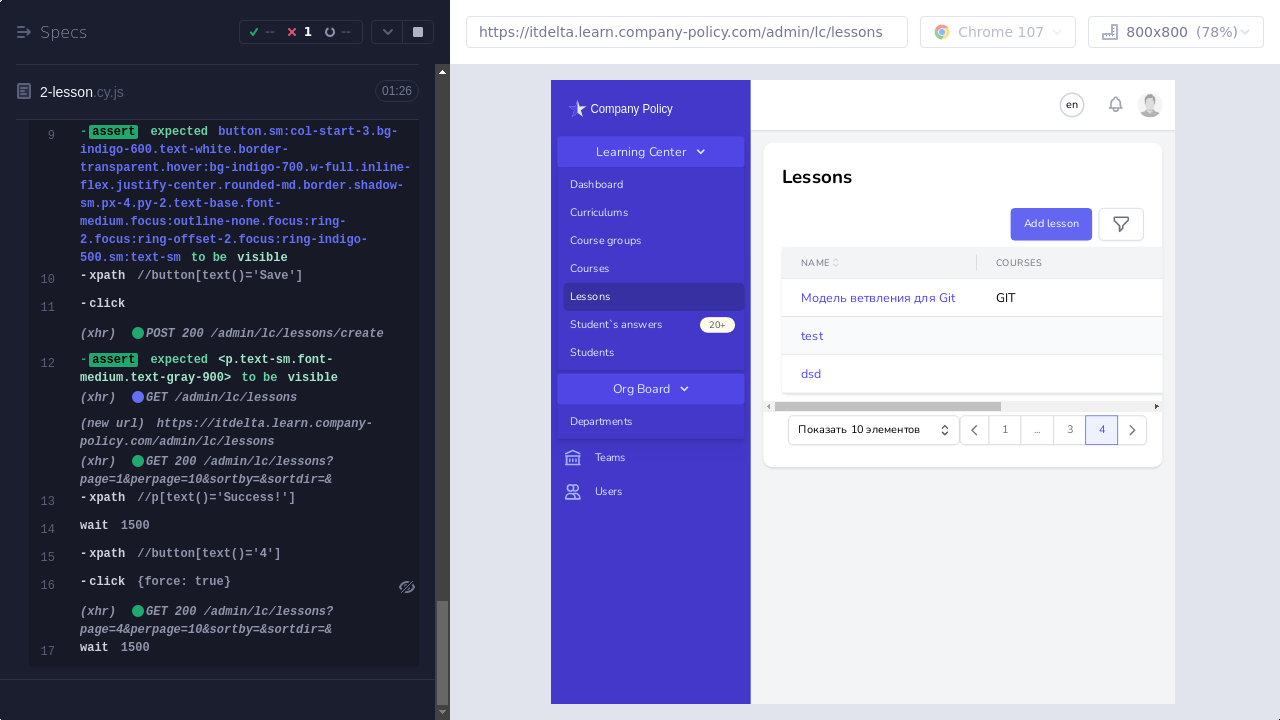 Specs
--
1
--
https://itdelta.learn.company-policy.com/admin/lc/lessons
Chrome 107
800x800 (78%)
2-lesson.cy.js
01:26
9 -assert expected button.sm:col-start-3.bg-
indigo-600.text-white.border-
transparent.hover:bg-indigo-700.w-full.inline-
flex.justify-center.rounded-md.border.shadow-
sm.px-4.py-2.text-base.font-
medium.focus:outline-none.focus:ring-
2.focus:ring-offset-2.focus:ring-indigo-
500.sm:text-sm to be visible
10 -xpath //button[text()='Save']
11 -click
(xhr) POST 200 /admin/lc/lessons/create
12 -assert expected <p.text-sm.font-
medium.text-gray-900> to be visible
(xhr) GET /admin/lc/lessons
(new url) https://itdelta.learn.company-
policy.com/admin/lc/lessons
(xhr) GET 200 /admin/lc/lessons?
page=1&perpage=10&sortby=&sortdir=&
13 -xpath //p[text()='Success!']
14 wait 1500
15 -xpath //button[text()='4']
16 -click {force: true}
(xhr) GET 200 /admin/lc/lessons?
page=4&perpage=10&sortby=&sortdir=&
17 wait 1500
Company Policy
Learning Center
Dashboard
Curriculums
Course groups
Courses
Lessons
Student`s answers 20+
Students
Org Board
Departments
Teams
Users
en
Lessons
Add lesson
NAME COURSES
Модель ветвления для Git GIT
test
dsd
Показать 10 элементов
1 ... 3 4